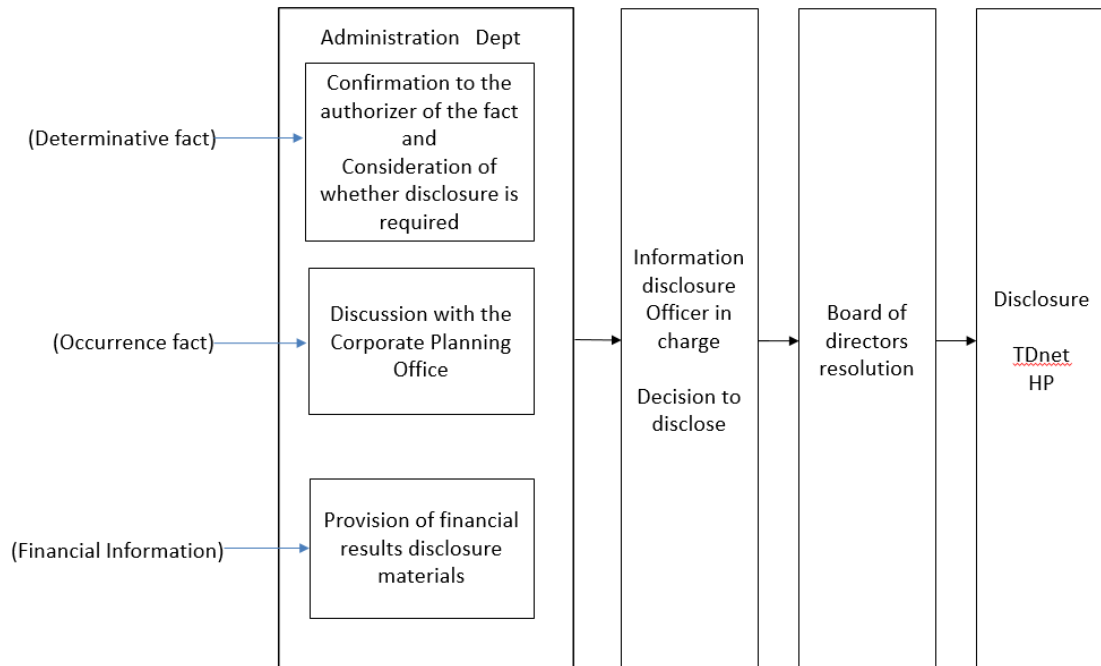 Administration Dept
(Determinative fact)
Confirmation to the
authorizer of the fact
and
Consideration of
whether disclosure is
required
(Occurrence fact)
Discussion with the
Corporate Planning
Office
(Financial Information)
Provision of financial
results disclosure
materials
Information
disclosure
Officer in
charge
Decision to
disclose
Board of
directors
resolution
Disclosure
TDnet
HP